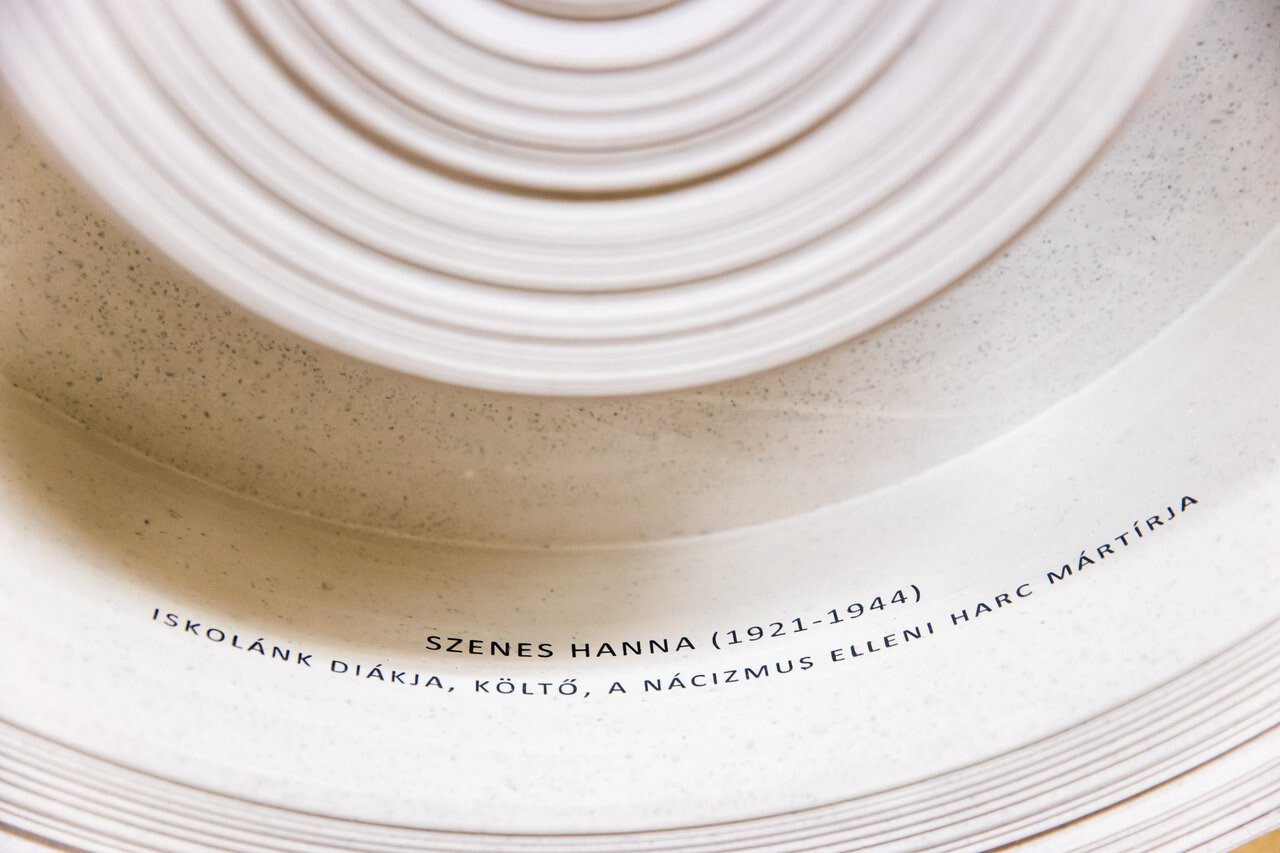 SZENES HANNA (1921-1944)
ISKOLÁNK DIÁKJA, KÖLTŐ, A NÁCIZMUS ELLENI HARC MÁRTÍRJA